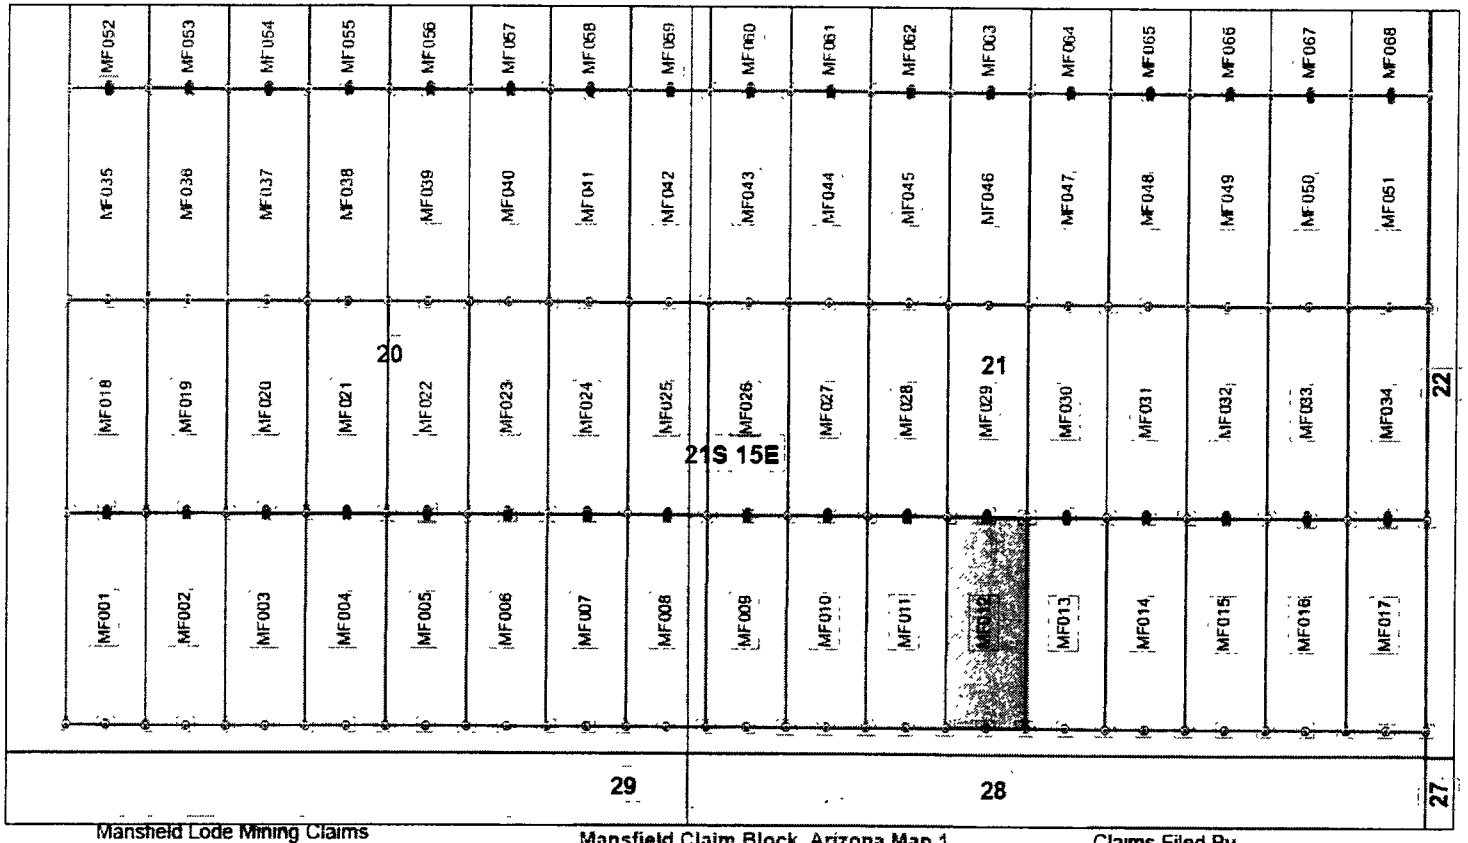 MF052 MF053 MF054 MF055 MF056 MF057 MF058 MF059 MF060 MF061 MF062 MF063 MF064 MF065 MF066 MF067 MF068
MF035 MF036 MF037 MF038 MF039 MF040 MF041 MF042 MF043 MF044 MF045 MF046 MF047 MF048 MF049 MF050 MF051
20
21
22
MF018 MF019 MF020 MF021 MF022 MF023 MF024 MF025 MF026 MF027 MF028 MF029 MF030 MF031 MF032 MF033 MF034
21S 15E
MF001 MF002 MF003 MF004 MF005 MF006 MF007 MF008 MF009 MF010 MF011 MF012 MF013 MF014 MF015 MF016 MF017
29
28
27
Mansfield Lode Mining Claims
Mansfield Claim Block, Arizona Map 1
Claims Filed By